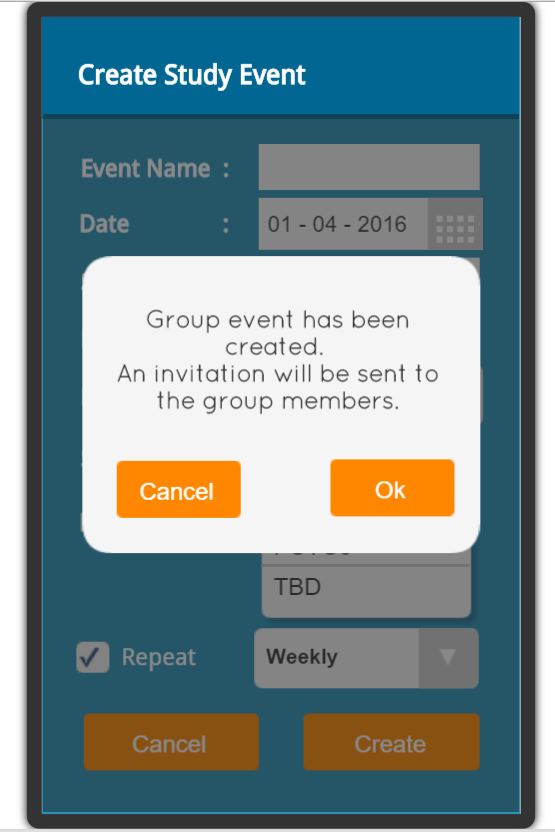 Create Study Event
Event Name :
Date :
01 - 04 - 2016
Group event has been
created.
An invitation will be sent to
the group members.
Cancel
Ok
TBD
Repeat
Weekly
Cancel
Create